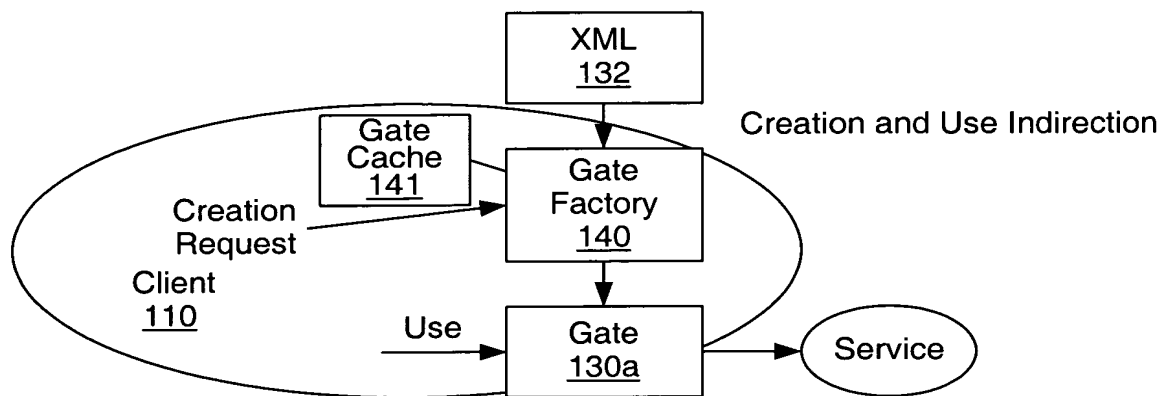 XML
132
Creation and Use Indirection
Gate
Cache
141
Gate
Factory
140
Creation
Request
Client
110
Use
Gate
130a
Service